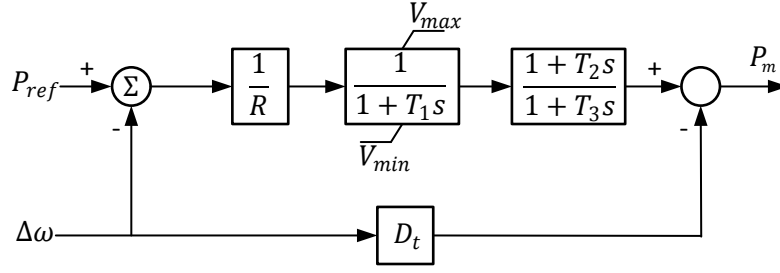 V_max
P_ref + Σ 1/R 1/(1 + T_1 s) (1 + T_2 s)/(1 + T_3 s) + P_m
- V_min -
Δω D_t